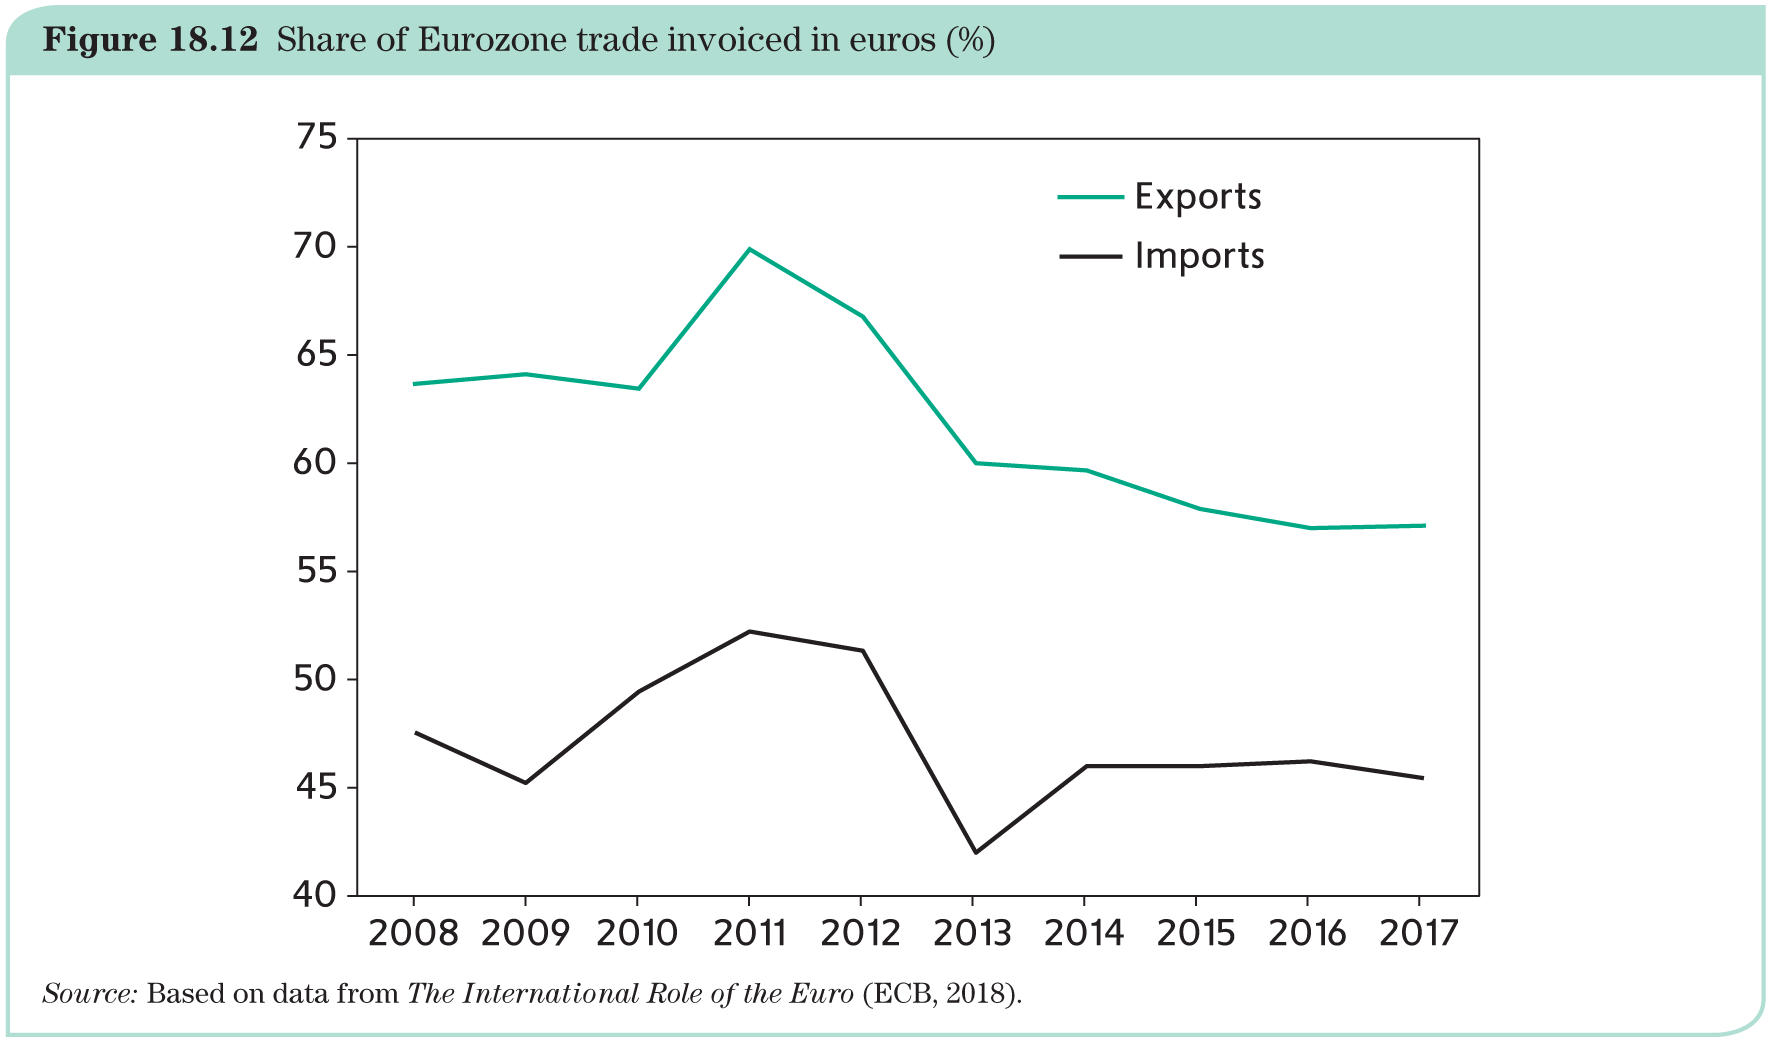 Figure 18.12 Share of Eurozone trade invoiced in euros (%)
75
Exports
70
Imports
65
60
55
50
45
40
2008 2009 2010 2011 2012 2013 2014 2015 2016 2017
Source: Based on data from The International Role of the Euro (ECB, 2018).